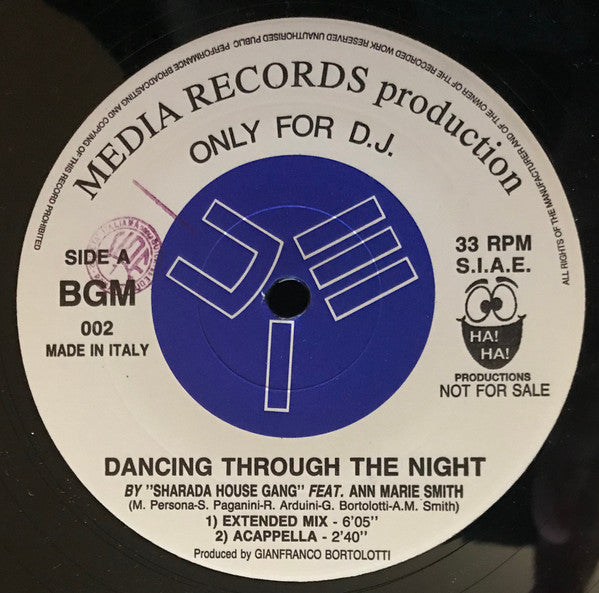 ALL RIGHTS OF THE MANUFACTURER AND OF THE OWNER OF THE RECORDED WORK RESERVED UNAUTHORISED PUBLIC PERFORMANCE BROADCASTING AND COPYING OF THIS RECORD PROHIBITED
MEDIA RECORDS production
ONLY FOR D.J.
SIDE A
BGM
002
MADE IN ITALY
33 RPM
S.I.A.E.
HA!
HA!
PRODUCTIONS
NOT FOR SALE
DANCING THROUGH THE NIGHT
BY "SHARADA HOUSE GANG" FEAT. ANN MARIE SMITH
(M. Persona-S. Paganini-R. Arduini-G. Bortolotti-A.M. Smith)
1) EXTENDED MIX - 6'05"
2) ACAPPELLA - 2'40"
Produced by GIANFRANCO BORTOLOTTI